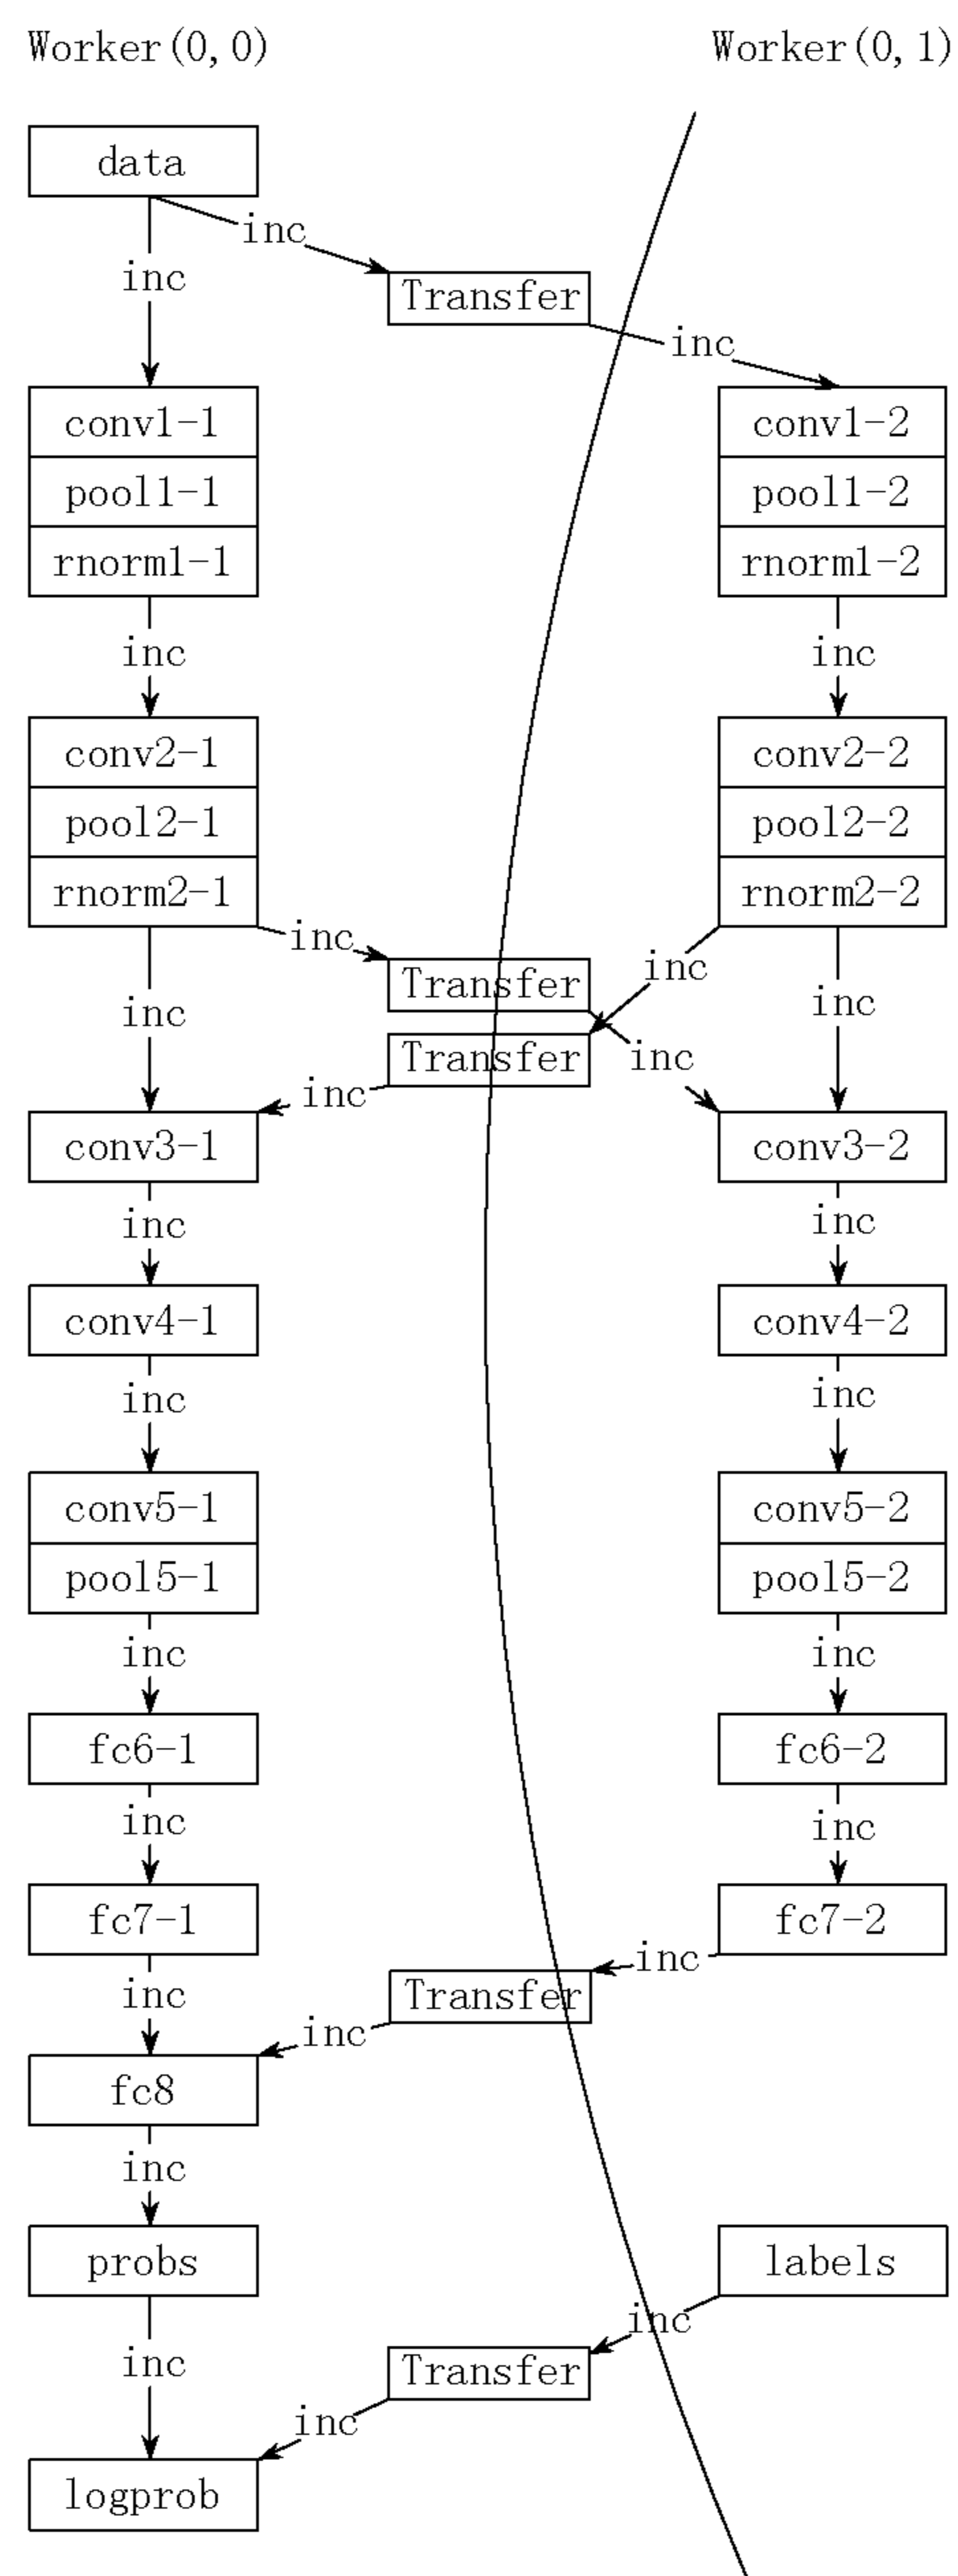 Worker(0,0) Worker(0,1)
data
inc
inc
Transfer
inc
conv1-1 conv1-2
pool1-1 pool1-2
rnorm1-1 rnorm1-2
inc inc
conv2-1 conv2-2
pool2-1 pool2-2
rnorm2-1 rnorm2-2
inc
inc
Transfer
inc inc
Transfer inc
inc
conv3-1 conv3-2
inc inc
conv4-1 conv4-2
inc inc
conv5-1 conv5-2
pool5-1 pool5-2
inc inc
fc6-1 fc6-2
inc inc
fc7-1 fc7-2
inc
inc Transfer
inc
fc8
inc
probs labels
inc
inc Transfer
inc
logprob